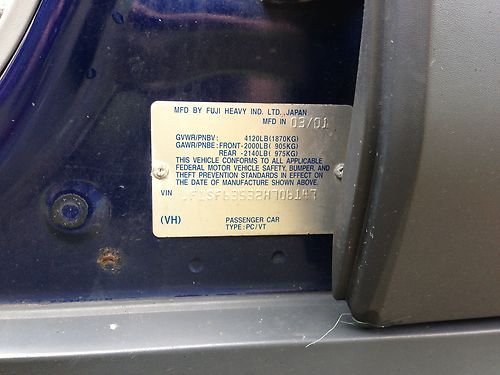 MFD BY FUJI HEAVY IND. LTD. JAPAN
MFD IN 09/01
GVWR/PNBV: 4120LB(1870KG)
GAWR/PNBE: FRONT-2000LB( 905KG)
REAR -2140LB( 975KG)
THIS VEHICLE CONFORMS TO ALL APPLICABLE
FEDERAL MOTOR VEHICLE SAFETY, BUMPER, AND
THEFT PREVENTION STANDARDS IN EFFECT ON
THE DATE OF MANUFACTURE SHOWN ABOVE.
VIN
(VH) PASSENGER CAR
TYPE: PC/VT